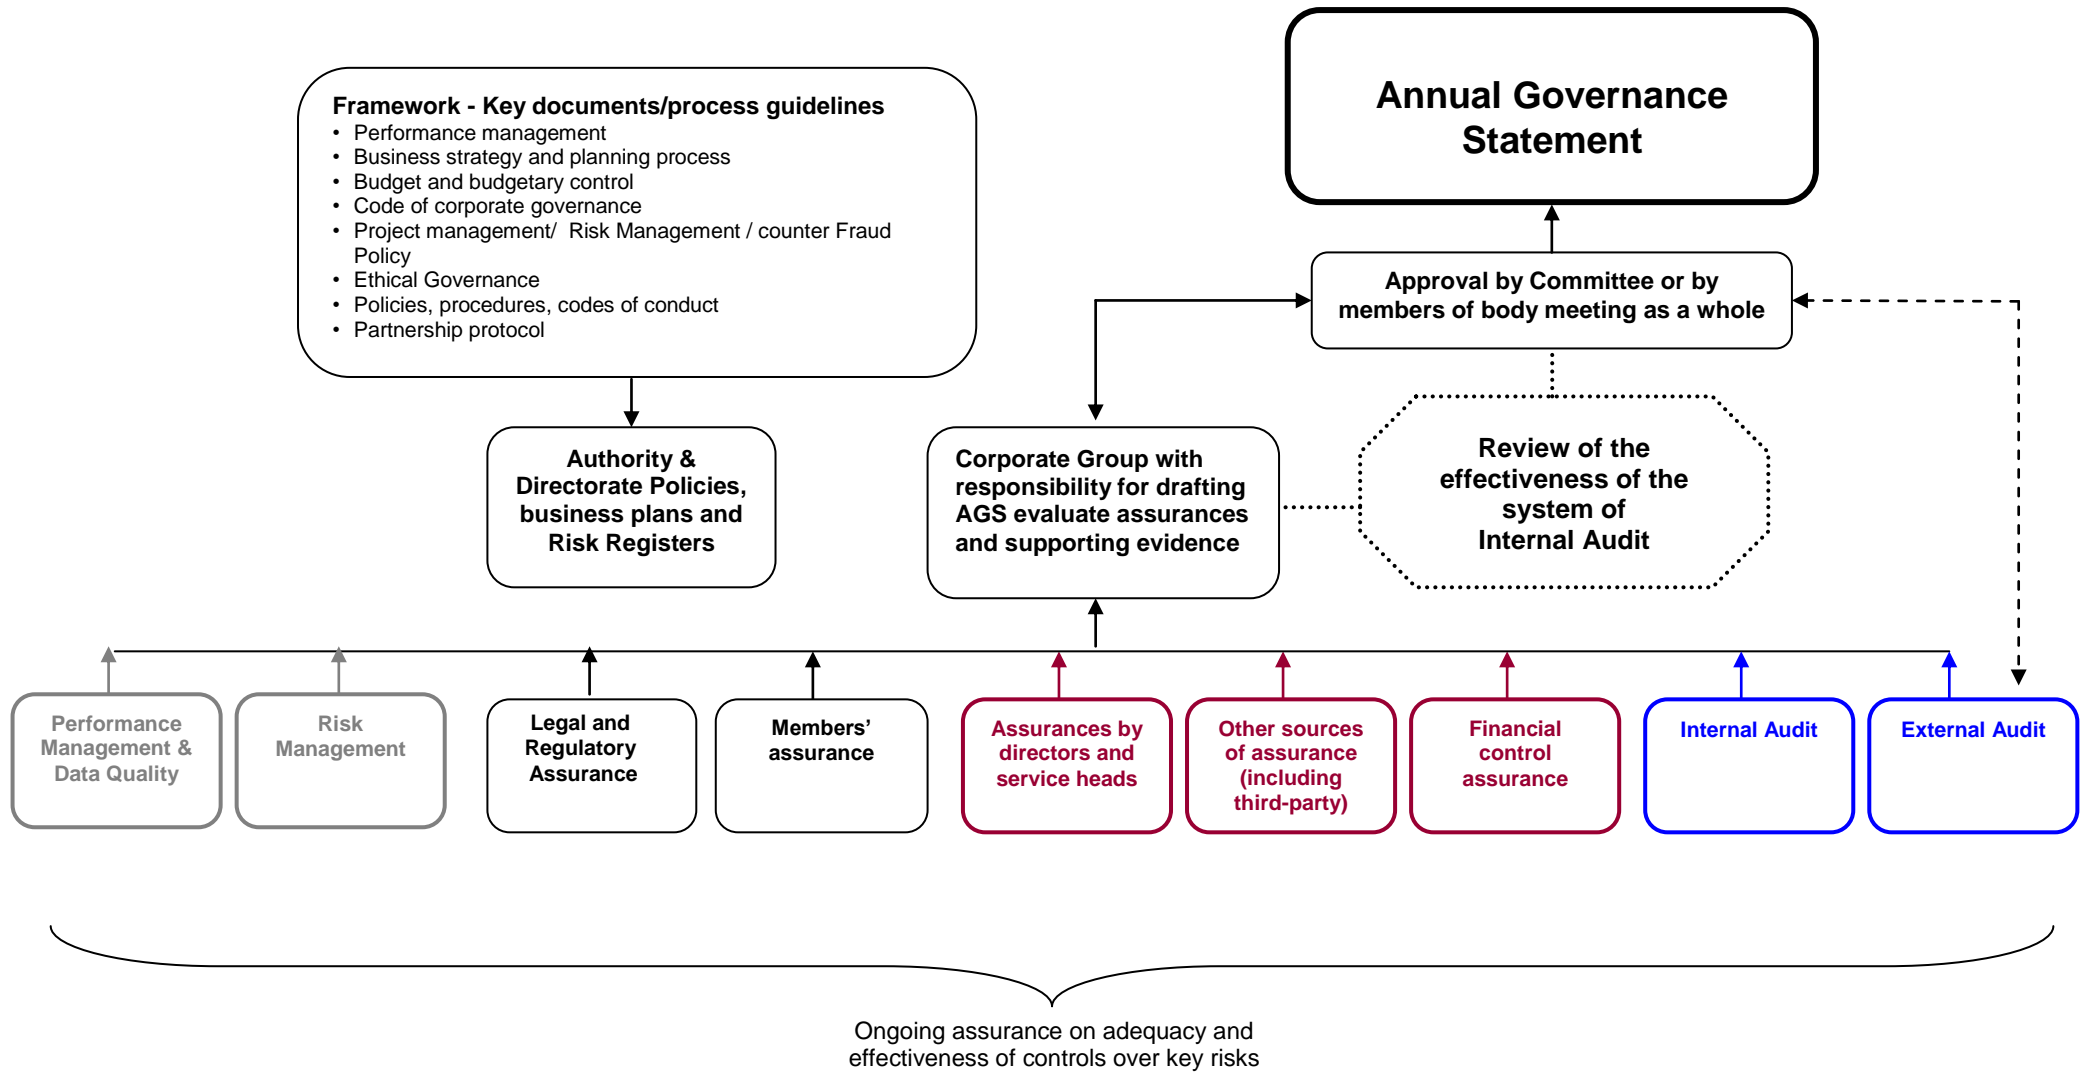 Annual Governance
Statement
Framework - Key documents/process guidelines
• Performance management
• Business strategy and planning process
• Budget and budgetary control
• Code of corporate governance
• Project management/  Risk Management / counter Fraud
Policy
• Ethical Governance
• Policies, procedures, codes of conduct
• Partnership protocol
Approval by Committee or by
members of body meeting as a whole
Authority &
Directorate Policies,
business plans and
Risk Registers
Corporate Group with
responsibility for drafting
AGS evaluate assurances
and supporting evidence
Review of the
effectiveness of the
system of
Internal Audit
Performance
Management &
Data Quality
Risk
Management
Legal and
Regulatory
Assurance
Members’
assurance
Assurances by
directors and
service heads
Other sources
of assurance
(including
third-party)
Financial
control
assurance
Internal Audit
External Audit
Ongoing assurance on adequacy and
effectiveness of controls over key risks